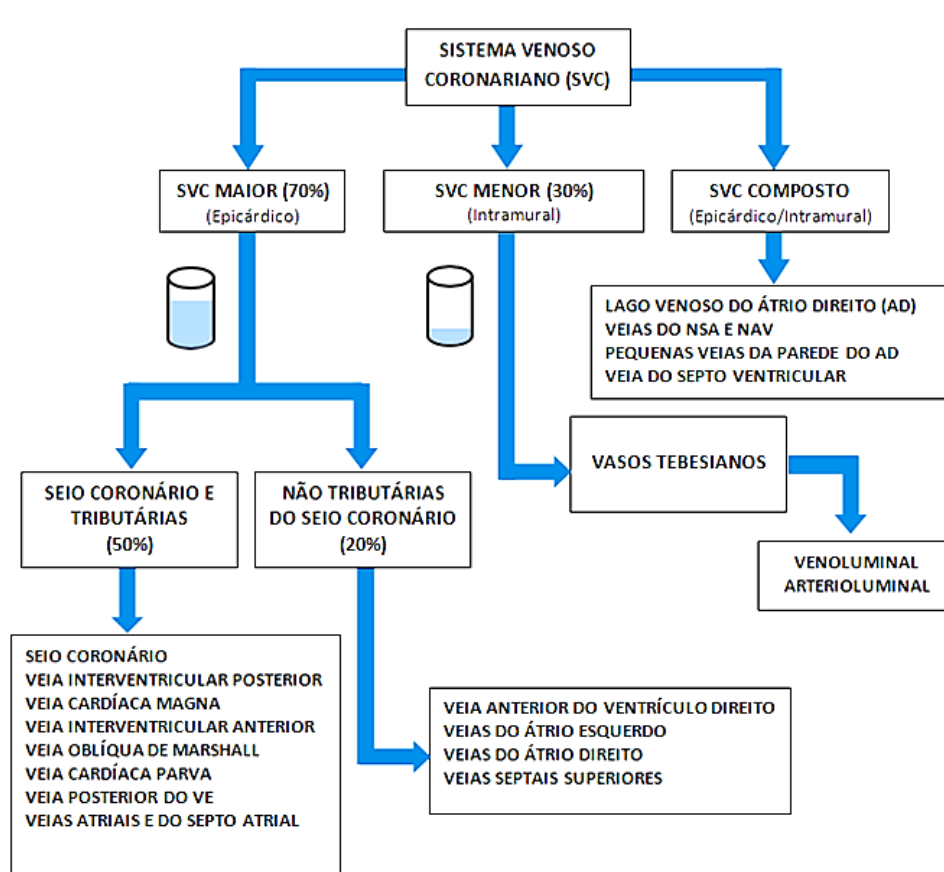 SISTEMA VENOSO
CORONARIANO (SVC)
SVC MAIOR (70%)
(Epicárdico)
SVC MENOR (30%)
(Intramural)
SVC COMPOSTO
(Epicárdico/Intramural)
LAGO VENOSO DO ÁTRIO DIREITO (AD)
VEIAS DO NSA E NAV
PEQUENAS VEIAS DA PAREDE DO AD
VEIA DO SEPTO VENTRICULAR
VASOS TEBESIANOS
VENOLUMINAL
ARTERIOLUMINAL
SEIO CORONÁRIO E
TRIBUTÁRIAS
(50%)
NÃO TRIBUTÁRIAS
DO SEIO CORONÁRIO
(20%)
SEIO CORONÁRIO
VEIA INTERVENTRICULAR POSTERIOR
VEIA CARDÍACA MAGNA
VEIA INTERVENTRICULAR ANTERIOR
VEIA OBLÍQUA DE MARSHALL
VEIA CARDÍACA PARVA
VEIA POSTERIOR DO VE
VEIAS ATRIAIS E DO SEPTO ATRIAL
VEIA ANTERIOR DO VENTRÍCULO DIREITO
VEIAS DO ÁTRIO ESQUERDO
VEIAS DO ÁTRIO DIREITO
VEIAS SEPTAIS SUPERIORES